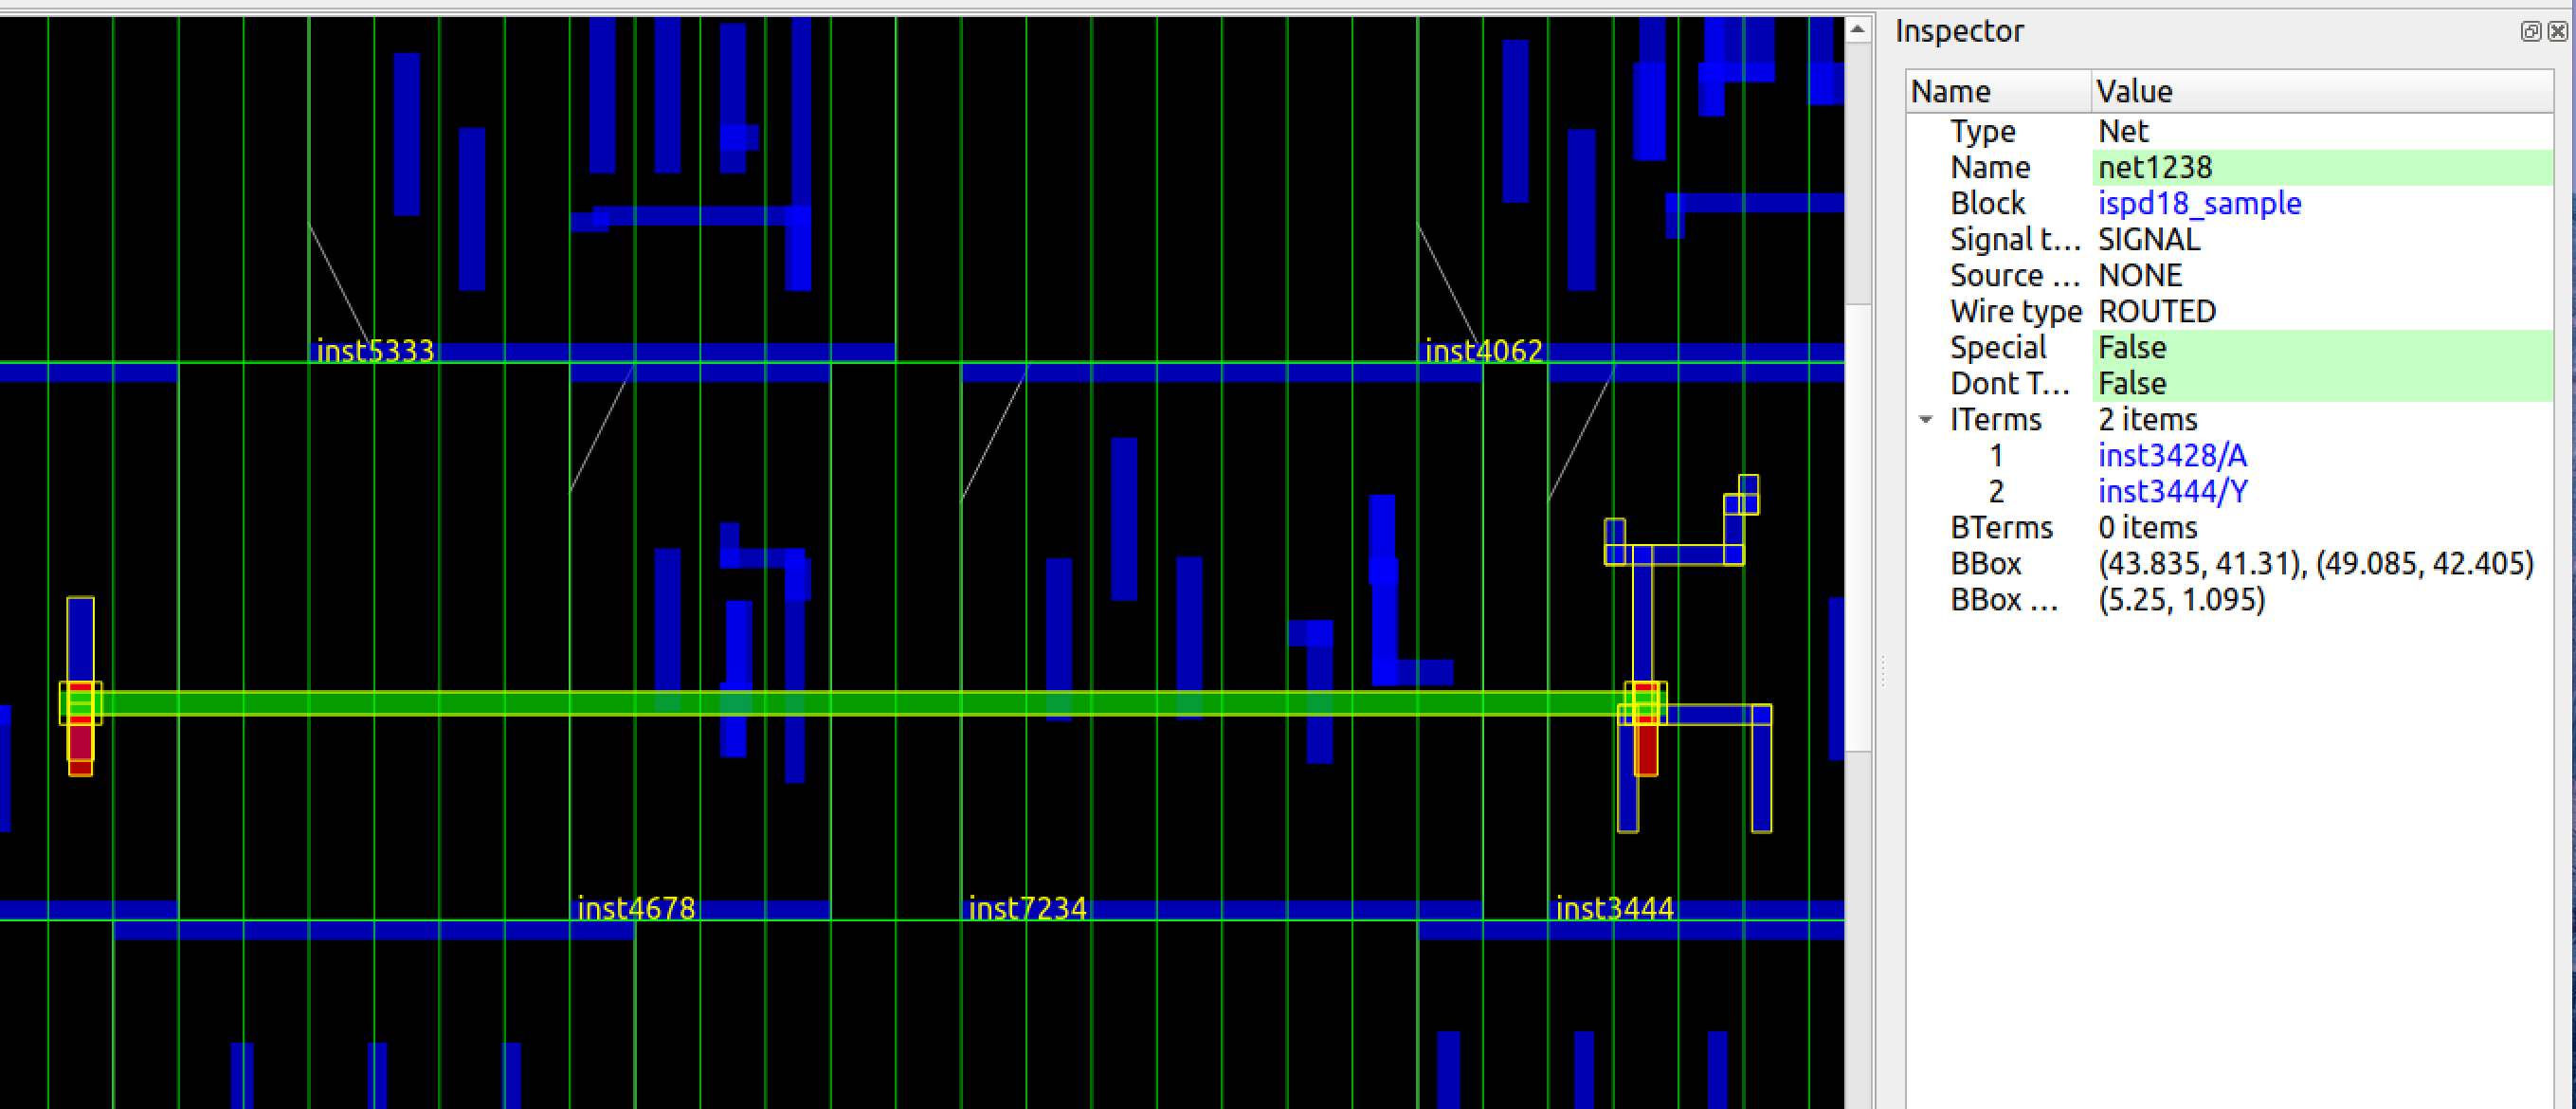 Inspector
Name Value
Type Net
Name net1238
Block ispd18_sample
Signal t... SIGNAL
Source ... NONE
Wire type ROUTED
Special False
Dont T... False
ITerms 2 items
1 inst3428/A
2 inst3444/Y
BTerms 0 items
BBox (43.835, 41.31), (49.085, 42.405)
BBox ... (5.25, 1.095)
inst5333
inst4062
inst4678
inst7234
inst3444